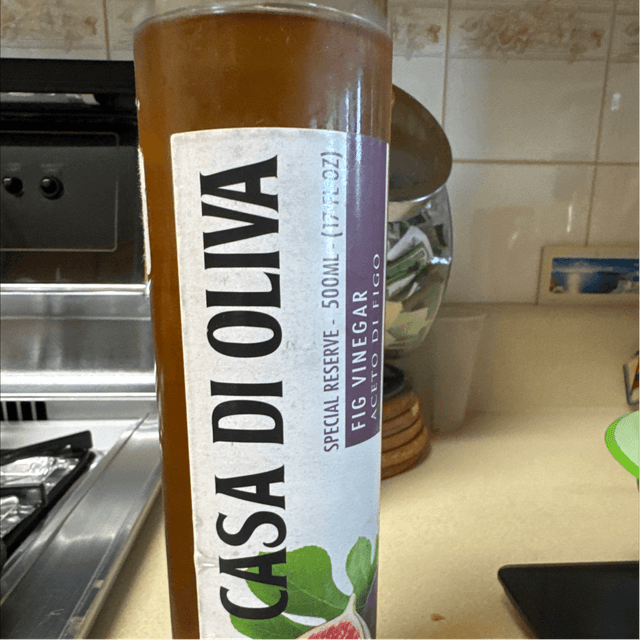 CASA DI OLIVA
SPECIAL RESERVE - 500ML - (17 FL OZ)
FIG VINEGAR
ACETO DI FIGO